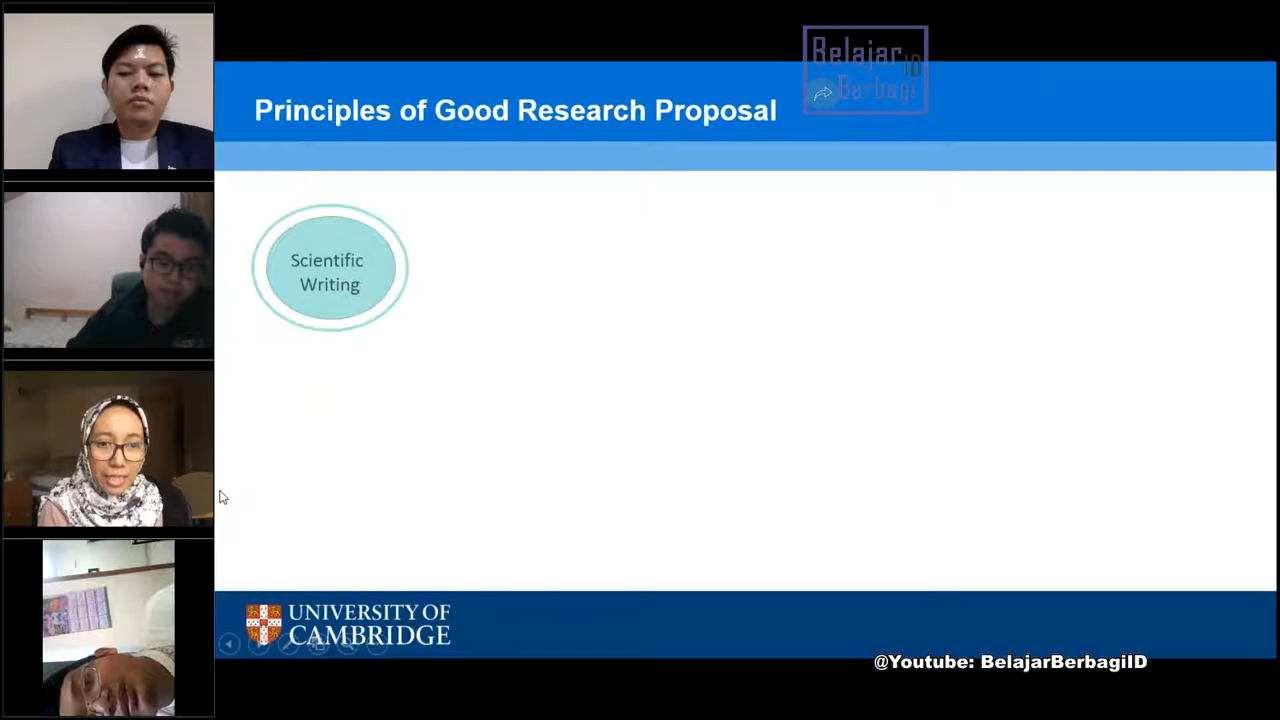 Belajar ID
Berbagi
Principles of Good Research Proposal
Scientific
Writing
UNIVERSITY OF
CAMBRIDGE
@Youtube: BelajarBerbagiID